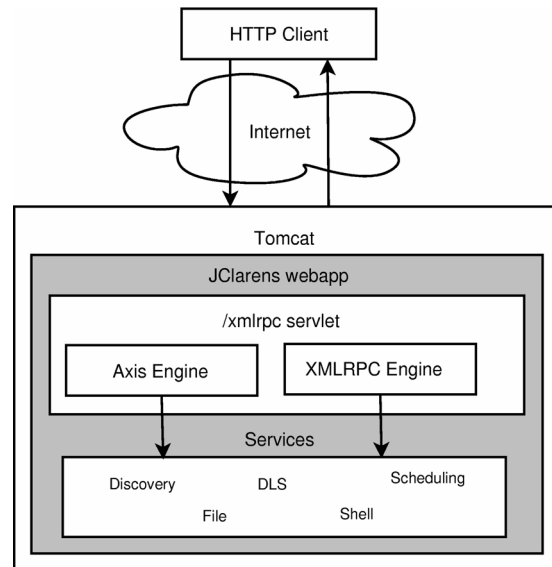 HTTP Client
Internet
Tomcat
JClarens webapp
/xmlrpc servlet
Axis Engine
XMLRPC Engine
Services
Discovery
DLS
Scheduling
File
Shell